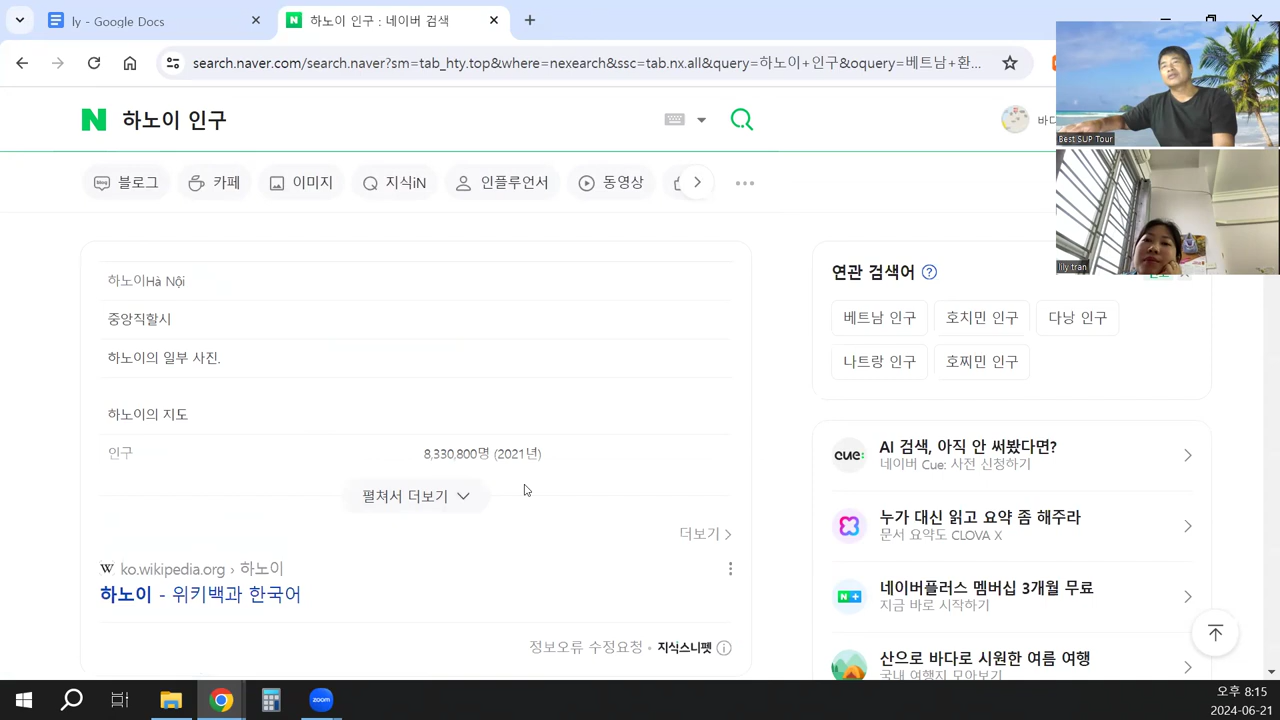 ly - Google Docs
하노이 인구 : 네이버 검색
search.naver.com/search.naver?sm=tab_hty.top&where=nexearch&ssc=tab.nx.all&query=하노이+인구&oquery=베트남+환...
N 하노이 인구
블로그 카페 이미지 지식iN 인플루언서 동영상
하노이Hà Nội
중앙직할시
하노이의 일부 사진.
하노이의 지도
인구 8,330,800명 (2021년)
펼쳐서 더보기
더보기
W ko.wikipedia.org › 하노이
하노이 - 위키백과 한국어
정보오류 수정요청 지식스니펫
연관 검색어
베트남 인구 호치민 인구 다낭 인구
나트랑 인구 호찌민 인구
cue:
AI 검색, 아직 안 써봤다면?
네이버 Cue: 사전 신청하기
누가 대신 읽고 요약 좀 해주라
문서 요약도 CLOVA X
N+
네이버플러스 멤버십 3개월 무료
지금 바로 시작하기
산으로 바다로 시원한 여름 여행
국내 여행지 모아보기
Best SUP Tour
lily tran
zoom
오후 8:15
2024-06-21